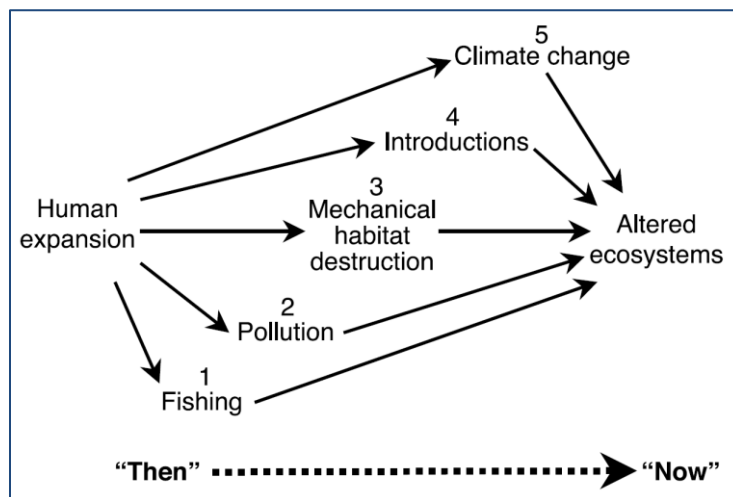 5
Climate change
4
Introductions
3
Mechanical
habitat
destruction
Human
expansion
Altered
ecosystems
2
Pollution
1
Fishing
“Then”
“Now”